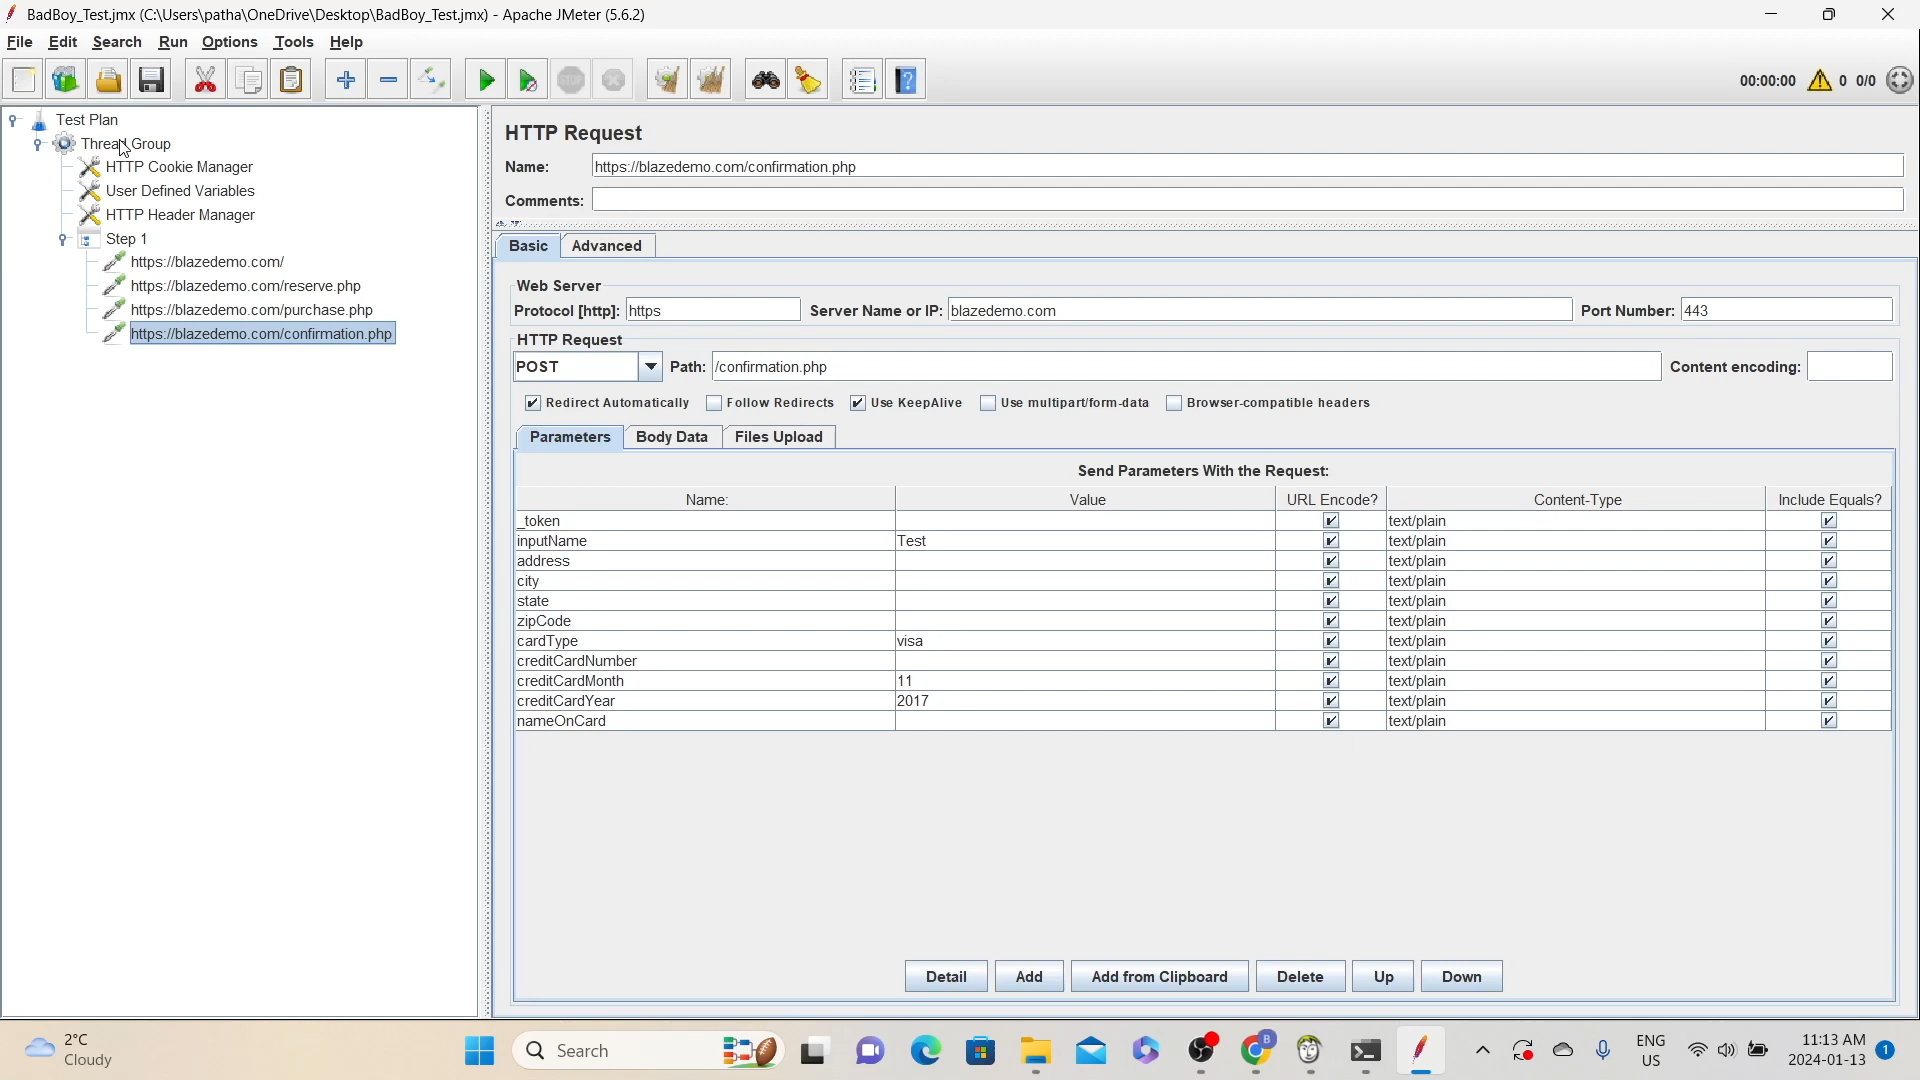 BadBoy_Test.jmx (C:\Users\patha\OneDrive\Desktop\BadBoy_Test.jmx) - Apache JMeter (5.6.2)
File Edit Search Run Options Tools Help
STOP
00:00:00 0 0/0
Test Plan
Thread Group
HTTP Cookie Manager
User Defined Variables
HTTP Header Manager
Step 1
https://blazedemo.com/
https://blazedemo.com/reserve.php
https://blazedemo.com/purchase.php
https://blazedemo.com/confirmation.php
HTTP Request
Name: https://blazedemo.com/confirmation.php
Comments:
Basic Advanced
Web Server
Protocol [http]: https Server Name or IP: blazedemo.com Port Number: 443
HTTP Request
POST Path: /confirmation.php Content encoding:
Redirect Automatically Follow Redirects Use KeepAlive Use multipart/form-data Browser-compatible headers
Parameters Body Data Files Upload
Send Parameters With the Request:
Name: Value URL Encode? Content-Type Include Equals?
_token text/plain
inputName Test text/plain
address text/plain
city text/plain
state text/plain
zipCode text/plain
cardType visa text/plain
creditCardNumber text/plain
creditCardMonth 11 text/plain
creditCardYear 2017 text/plain
nameOnCard text/plain
Detail Add Add from Clipboard Delete Up Down
2°C
Cloudy
Search
B
ENG
US
11:13 AM
2024-01-13
1